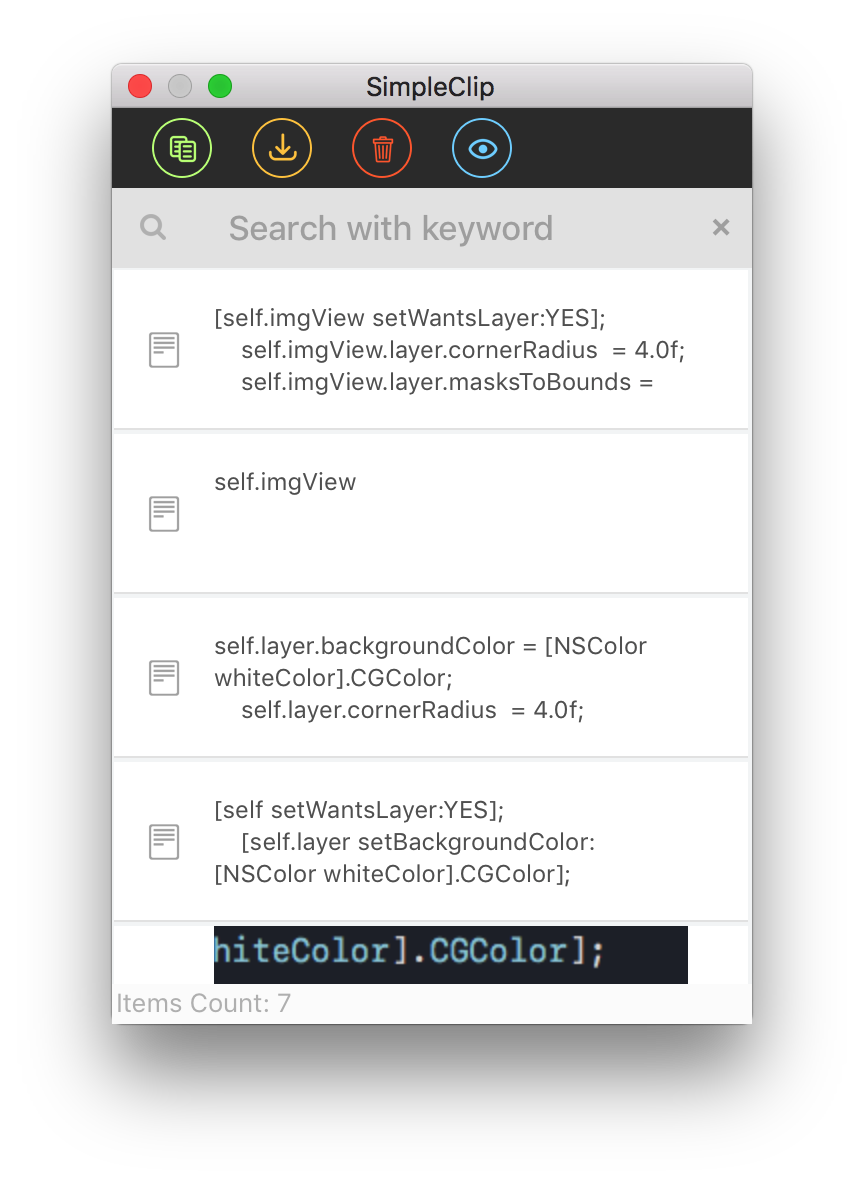 SimpleClip
Search with keyword
[self.imgView setWantsLayer:YES];
self.imgView.layer.cornerRadius  = 4.0f;
self.imgView.layer.masksToBounds =
self.imgView
self.layer.backgroundColor = [NSColor
whiteColor].CGColor;
self.layer.cornerRadius  = 4.0f;
[self setWantsLayer:YES];
[self.layer setBackgroundColor:
[NSColor whiteColor].CGColor];
hiteColor].CGColor];
Items Count: 7